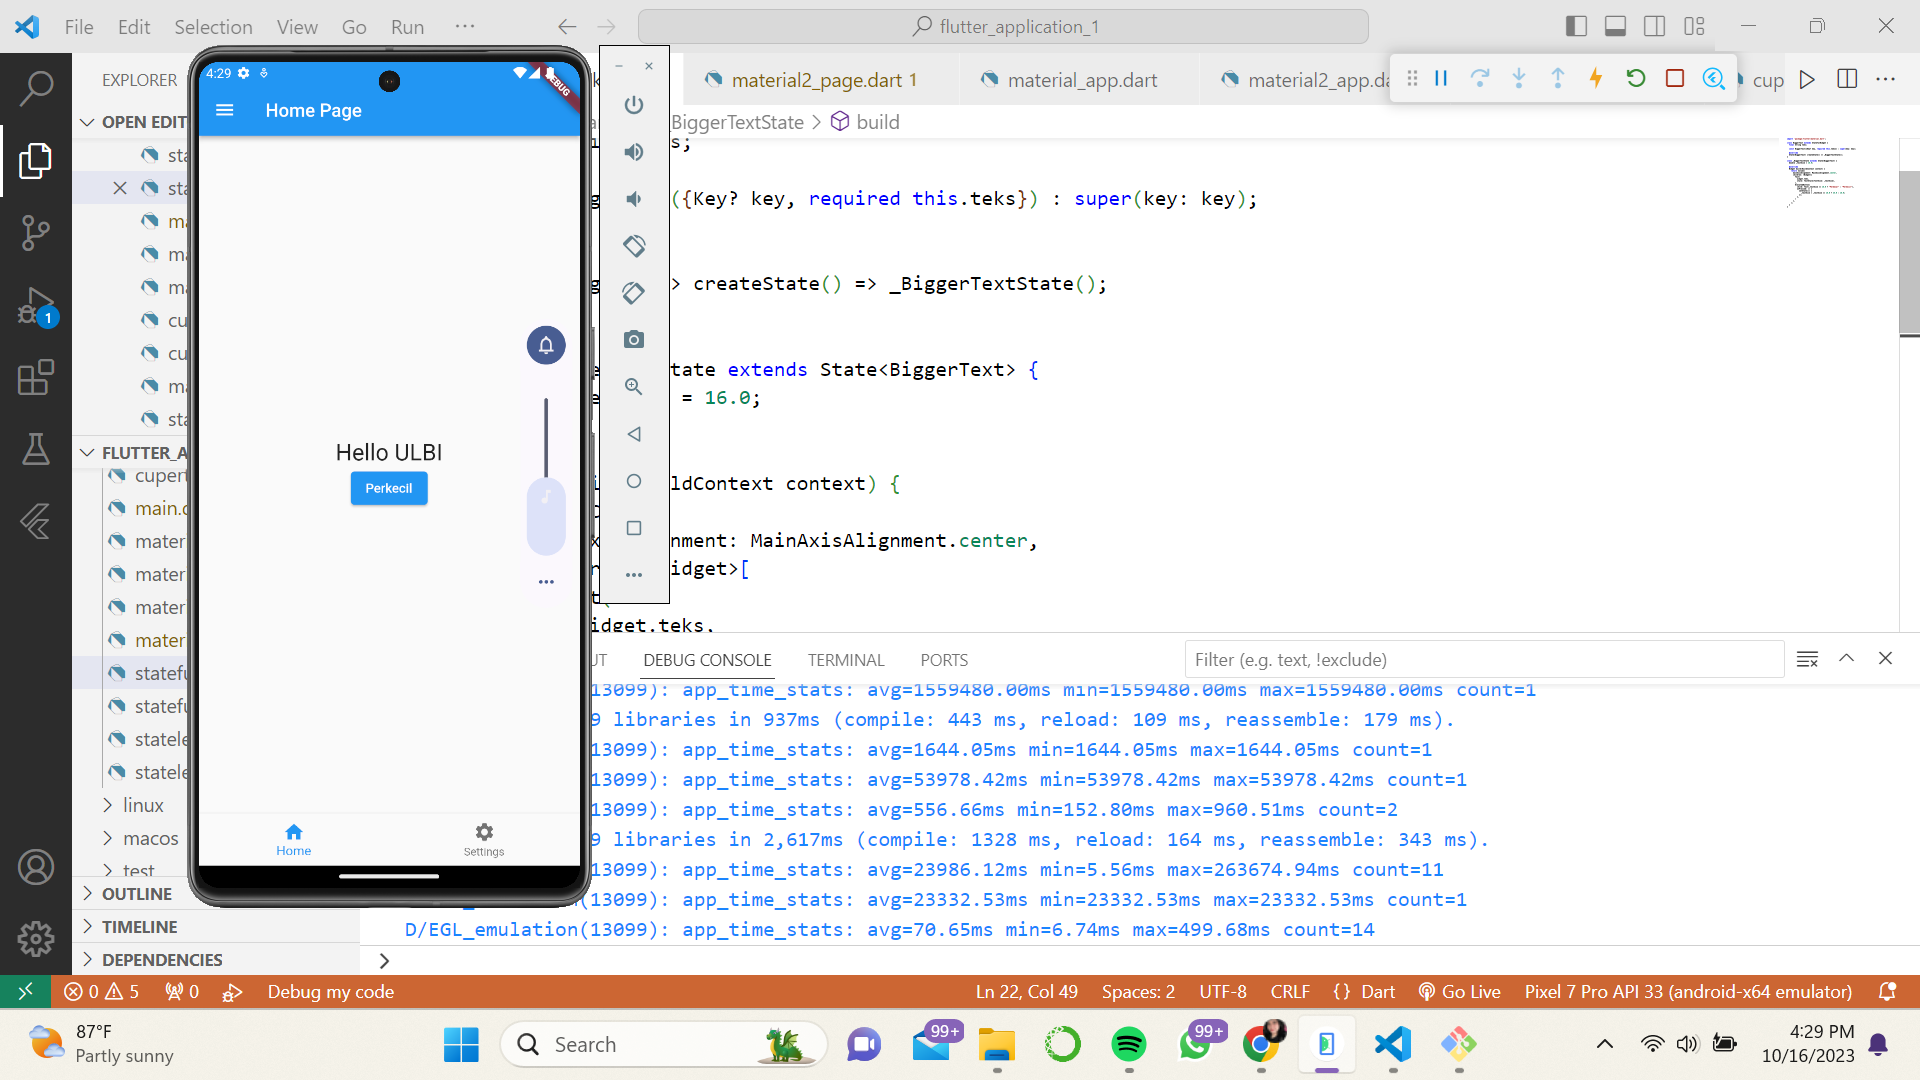 File Edit Selection View Go Run ··· flutter_application_1
EXPLORER
material2_page.dart 1 material_app.dart material2_app.da cup
_BiggerTextState > build
OPEN EDIT
sta
sta
ma
ma
ma
cu
cu
ma
sta
FLUTTER_A
cupert
main.c
mater
mater
mater
mater
statefu
statefu
statele
statele
linux
macos
test
OUTLINE
TIMELINE
DEPENDENCIES
1
4:29
DEBUG
Home Page
Hello ULBI
Perkecil
Home
Settings
s;
({Key? key, required this.teks}) : super(key: key);
> createState() => _BiggerTextState();
tate extends State<BiggerText> {
= 16.0;
ldContext context) {
nment: MainAxisAlignment.center,
idget>[
t(
idget.teks,
UT DEBUG CONSOLE TERMINAL PORTS Filter (e.g. text, !exclude)
13099): app_time_stats: avg=1559480.00ms min=1559480.00ms max=1559480.00ms count=1
9 libraries in 937ms (compile: 443 ms, reload: 109 ms, reassemble: 179 ms).
13099): app_time_stats: avg=1644.05ms min=1644.05ms max=1644.05ms count=1
13099): app_time_stats: avg=53978.42ms min=53978.42ms max=53978.42ms count=1
13099): app_time_stats: avg=556.66ms min=152.80ms max=960.51ms count=2
9 libraries in 2,617ms (compile: 1328 ms, reload: 164 ms, reassemble: 343 ms).
13099): app_time_stats: avg=23986.12ms min=5.56ms max=263674.94ms count=11
(13099): app_time_stats: avg=23332.53ms min=23332.53ms max=23332.53ms count=1
D/EGL_emulation(13099): app_time_stats: avg=70.65ms min=6.74ms max=499.68ms count=14
>
0 5 0 Debug my code Ln 22, Col 49 Spaces: 2 UTF-8 CRLF {} Dart Go Live Pixel 7 Pro API 33 (android-x64 emulator)
87°F
Partly sunny
Search
99+
99+
4:29 PM
10/16/2023